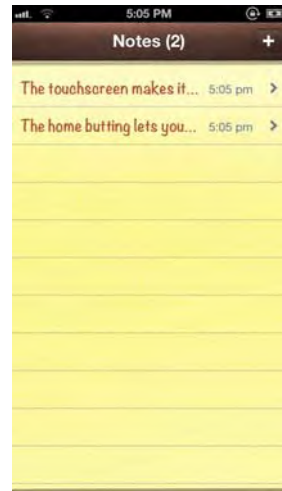 5:05 PM
Notes (2) +
The touchscreen makes it... 5:05 pm >
The home butting lets you... 5:05 pm >